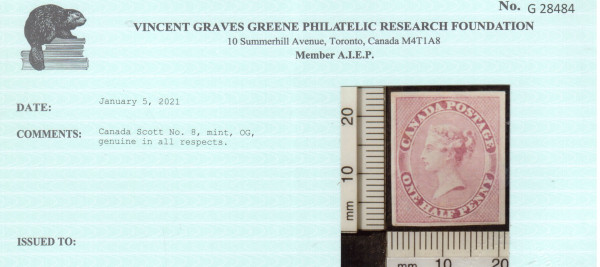 No. G 28484
VINCENT GRAVES GREENE PHILATELIC RESEARCH FOUNDATION
10 Summerhill Avenue, Toronto, Canada M4T1A8
Member A.I.E.P.
DATE: January 5, 2021
COMMENTS: Canada Scott No. 8, mint, OG,
genuine in all respects.
CANADA POSTAGE
ONE HALF PENNY
20
10
mm
mm 10 20
ISSUED TO: